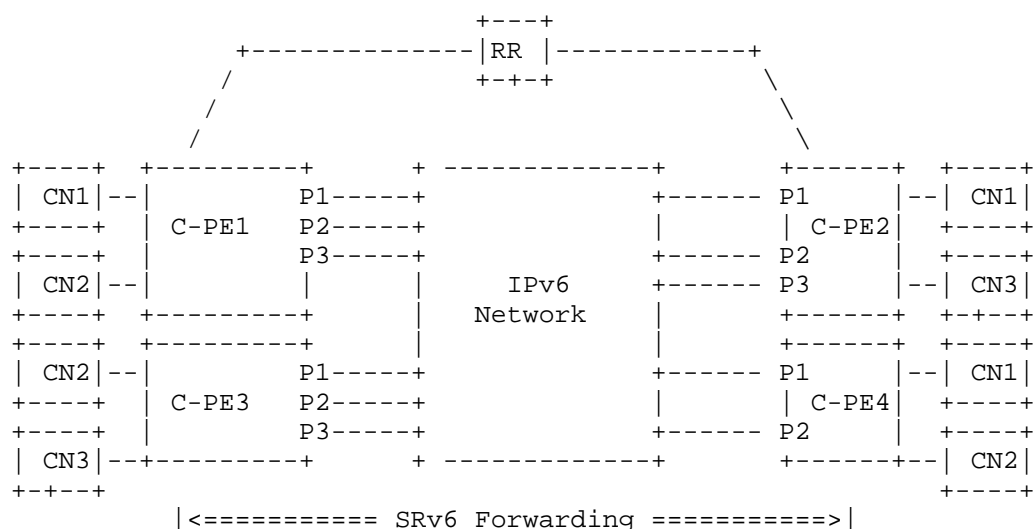 +----+
                 +---------------|RR |------------+
                /                 +-+-+             \
               /                                     \
              /                                       \
+----+  +---------+       + -------------+        +------+  +----+
| CN1|--|         P1-----+               +------ P1       |--| CN1|
+----+  | C-PE1   P2-----+               |       | C-PE2|  +----+
+----+  |         P3-----+               +------ P2      |  +----+
| CN2|--|         |      |     IPv6      +------ P3      |--| CN3|
+----+  +---------+      |   Network     |       +------+  +-+--+
+----+  +---------+      |               |       +------+  +----+
| CN2|--|         P1-----+               +------ P1      |--| CN1|
+----+  | C-PE3   P2-----+               |       | C-PE4|  +----+
+----+  |         P3-----+               +------ P2      |  +----+
| CN3|--+---------+      + -------------+       +------+--| CN2|
+-+--+                                                     +----+
          |<=========== SRv6 Forwarding ===========>|